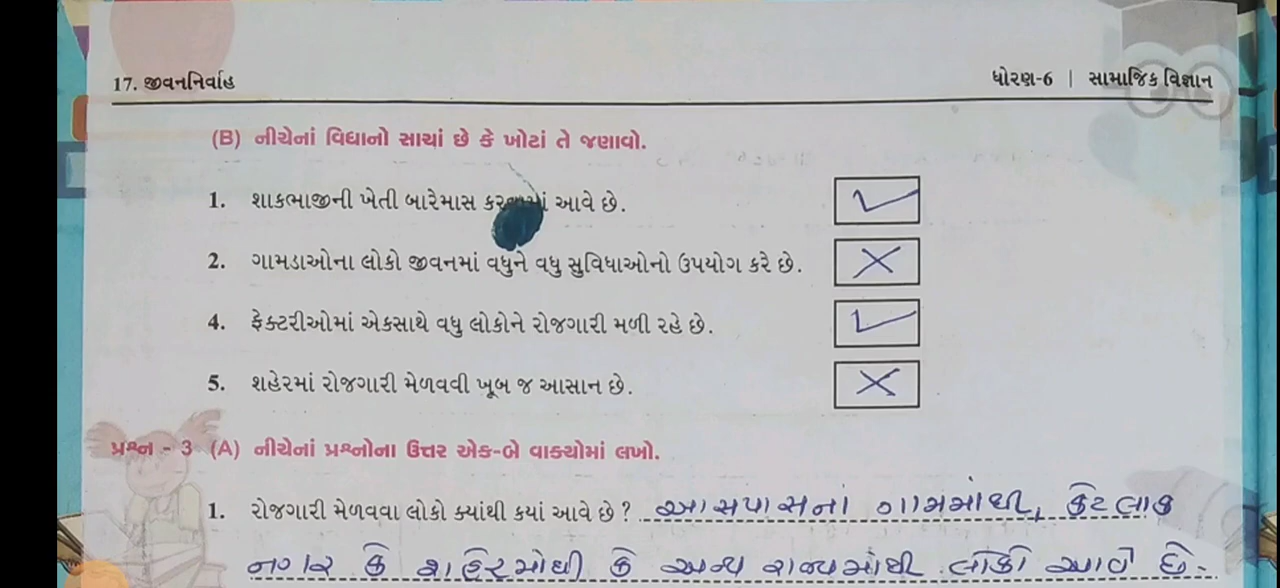 17. જીવનનિર્વાહ ધોરણ-6 | સામાજિક વિજ્ઞાન
(B) નીચેનાં વિધાનો સાચાં છે કે ખોટાં તે જણાવો.
1. શાકભાજીની ખેતી બારેમાસ કરવામાં આવે છે. ✓
2. ગામડાઓના લોકો જીવનમાં વધુને વધુ સુવિધાઓનો ઉપયોગ કરે છે. ✗
4. ફેક્ટરીઓમાં એકસાથે વધુ લોકોને રોજગારી મળી રહે છે. ✓
5. શહેરમાં રોજગારી મેળવવી ખૂબ જ આસાન છે. ✗
પ્રશ્ન - 3 (A) નીચેનાં પ્રશ્નોના ઉત્તર એક-બે વાક્યોમાં લખો.
1. રોજગારી મેળવવા લોકો ક્યાંથી કયાં આવે છે ? આસપાસનાં ગામમાંથી, કેટલાક
નગર કે શહેરમાંથી કે અન્ય રાજ્યમાંથી લોકો આવે છે.